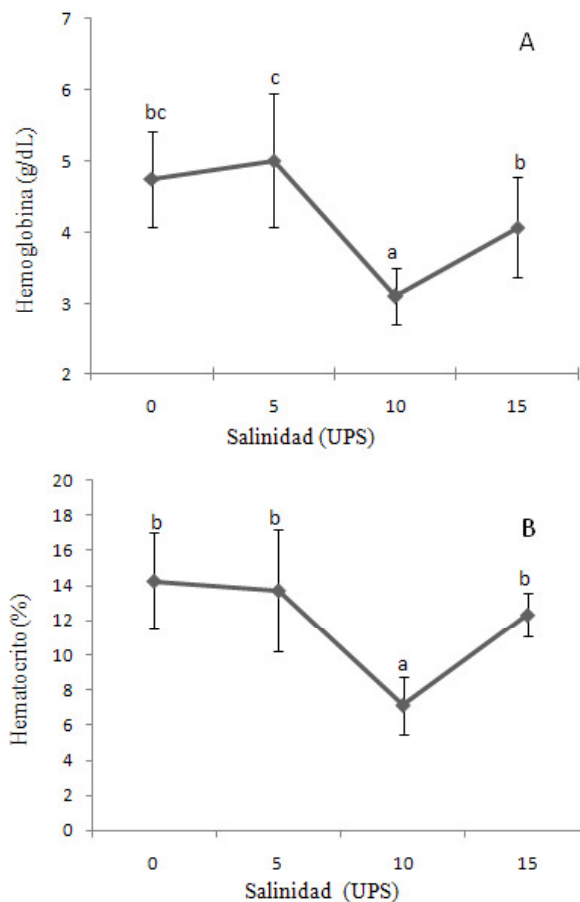 A
7
6
5
4
3
2
Hemoglobina (g/dL)
bc
c
a
b
0 5 10 15
Salinidad (UPS)
B
20
18
16
14
12
10
8
6
4
2
0
Hematocrito (%)
b
b
a
b
0 5 10 15
Salinidad (UPS)